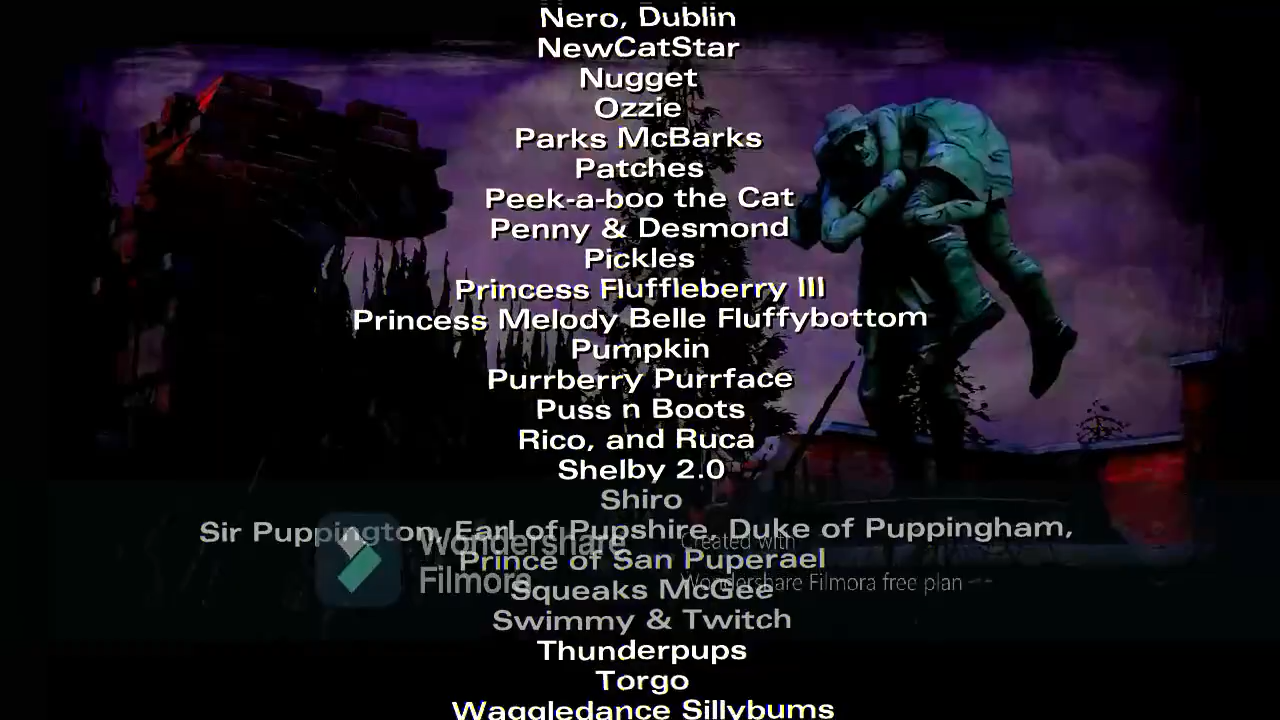 Nero, Dublin
NewCatStar
Nugget
Ozzie
Parks McBarks
Patches
Peek-a-boo the Cat
Penny & Desmond
Pickles
Princess Fluffleberry III
Princess Melody Belle Fluffybottom
Pumpkin
Purrberry Purrface
Puss n Boots
Rico, and Ruca
Shelby 2.0
Shiro
Sir Puppington, Earl of Pupshire, Duke of Puppingham,
Prince of San Puperael
Squeaks McGee
Swimmy & Twitch
Thunderpups
Torgo
Waggledance Sillybums
Wondershare
Filmora
Created with
Wondershare Filmora free plan